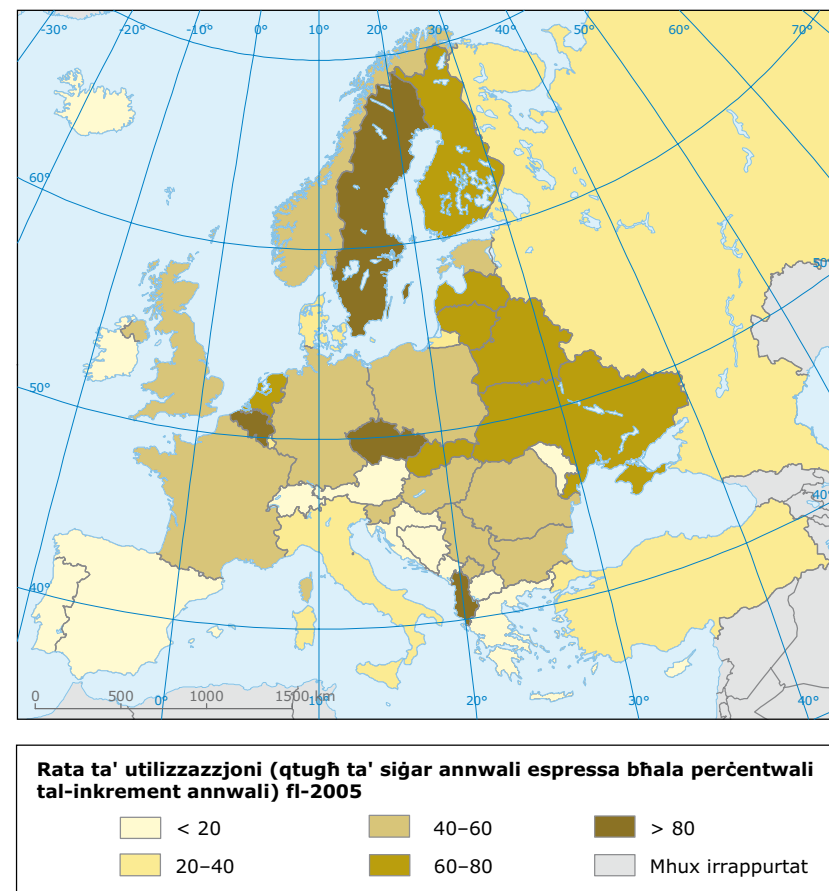 -30° -20° -10° 0° 10° 20° 30° 40° 50° 60° 70°
60°
50°
50°
40°
40°
0 500 1000 1500 km
0° 10° 20° 30° 40°
Rata ta' utilizzazzjoni (qtugħ ta' siġar annwali espressa bħala perċentwali
tal-inkrement annwali) fl-2005
< 20 40–60 > 80
20–40 60–80 Mhux irrappurtat